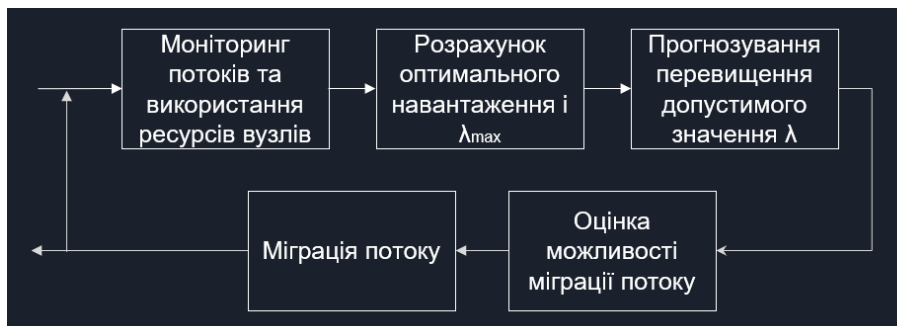 Моніторинг
потоків та
використання
ресурсів вузлів
Розрахунок
оптимального
навантаження і
λmax
Прогнозування
перевищення
допустимого
значення λ
Оцінка
можливості
міграції потоку
Міграція потоку